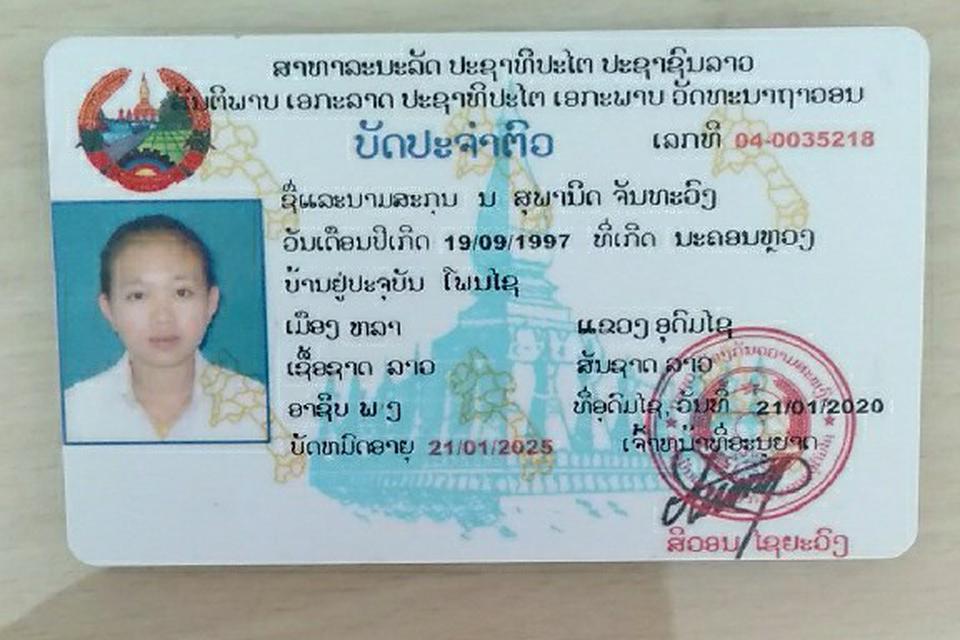 ສາທາລະນະລັດ ປະຊາທິປະໄຕ ປະຊາຊົນລາວ
ສັນຕິພາບ ເອກະລາດ ປະຊາທິປະໄຕ ເອກະພາບ ວັດທະນາຖາວອນ
ບັດປະຈຳຕົວ ເລກທີ 04-0035218
ຊື່ແລະນາມສະກຸນ ນ ສຸພານິດ ຈັນທະວົງ
ວັນເດືອນປີເກີດ 19/09/1997 ທີ່ເກີດ ນະຄອນຫຼວງ
ບ້ານຢູ່ປະຈຸບັນ ໂພນໄຊ
ເມືອງ ຫລາ ແຂວງ ອຸດົມໄຊ
ເຊື້ອຊາດ ລາວ ສັນຊາດ ລາວ
ອາຊີບ ພ ງ ທີ່ອຸດົມໄຊ, ວັນທີ 21/01/2020
ບັດຫມົດອາຍຸ 21/01/2025 ເຈົ້າໜ້າທີ່ອະນຸຍາດ
ສິວອນ ໄຊຍະວົງ